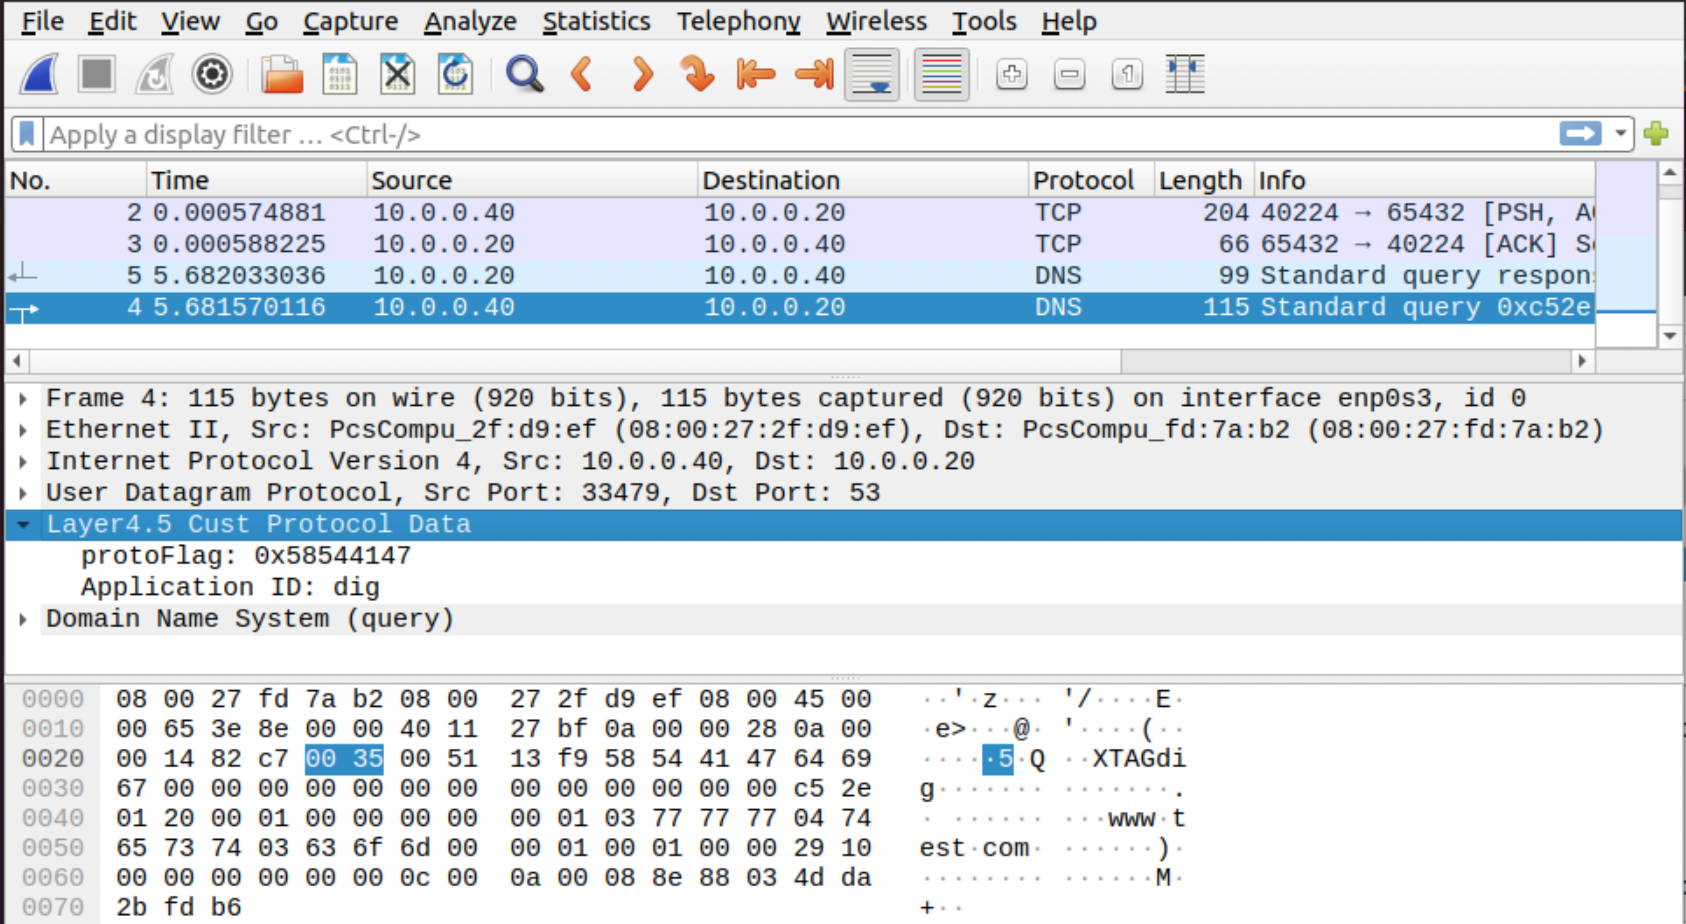 File Edit View Go Capture Analyze Statistics Telephony Wireless Tools Help
Apply a display filter … <Ctrl-/>
No. Time Source Destination Protocol Length Info
2 0.000574881 10.0.0.40 10.0.0.20 TCP 204 40224 → 65432 [PSH, A
3 0.000588225 10.0.0.20 10.0.0.40 TCP 66 65432 → 40224 [ACK] S
5 5.682033036 10.0.0.20 10.0.0.40 DNS 99 Standard query respon
4 5.681570116 10.0.0.40 10.0.0.20 DNS 115 Standard query 0xc52e
Frame 4: 115 bytes on wire (920 bits), 115 bytes captured (920 bits) on interface enp0s3, id 0
Ethernet II, Src: PcsCompu_2f:d9:ef (08:00:27:2f:d9:ef), Dst: PcsCompu_fd:7a:b2 (08:00:27:fd:7a:b2)
Internet Protocol Version 4, Src: 10.0.0.40, Dst: 10.0.0.20
User Datagram Protocol, Src Port: 33479, Dst Port: 53
Layer4.5 Cust Protocol Data
protoFlag: 0x58544147
Application ID: dig
Domain Name System (query)
0000 08 00 27 fd 7a b2 08 00 27 2f d9 ef 08 00 45 00 ··'·z··· '/····E·
0010 00 65 3e 8e 00 00 40 11 27 bf 0a 00 00 28 0a 00 ·e>···@· '····(··
0020 00 14 82 c7 00 35 00 51 13 f9 58 54 41 47 64 69 ·····5·Q ··XTAGdi
0030 67 00 00 00 00 00 00 00 00 00 00 00 00 00 c5 2e g······· ·······.
0040 01 20 00 01 00 00 00 00 00 01 03 77 77 77 04 74 · ······ ···www·t
0050 65 73 74 03 63 6f 6d 00 00 01 00 01 00 00 29 10 est·com· ······)·
0060 00 00 00 00 00 00 0c 00 0a 00 08 8e 88 03 4d da ········ ······M·
0070 2b fd b6 +··